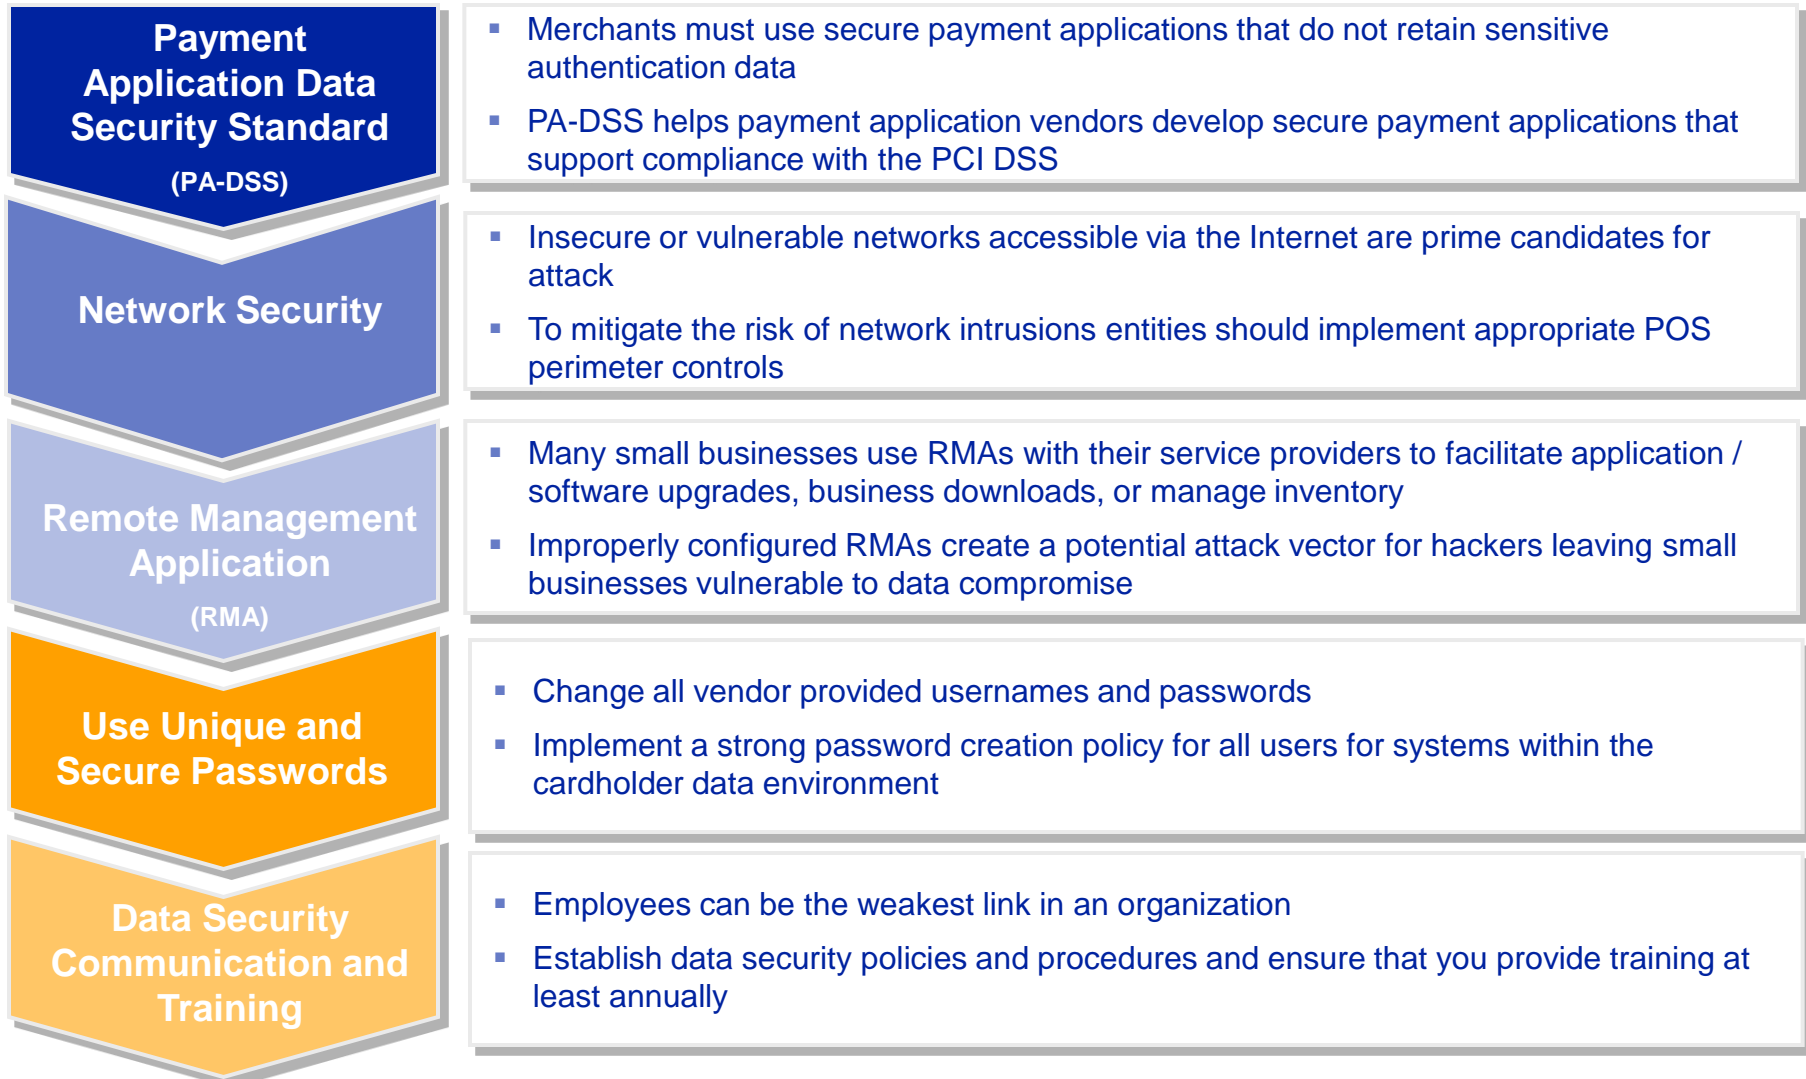 Payment
Application Data
Security Standard
(PA-DSS)
▪ Merchants must use secure payment applications that do not retain sensitive
authentication data
▪ PA-DSS helps payment application vendors develop secure payment applications that
support compliance with the PCI DSS
Network Security
▪ Insecure or vulnerable networks accessible via the Internet are prime candidates for
attack
▪ To mitigate the risk of network intrusions entities should implement appropriate POS
perimeter controls
Remote Management
Application
(RMA)
▪ Many small businesses use RMAs with their service providers to facilitate application /
software upgrades, business downloads, or manage inventory
▪ Improperly configured RMAs create a potential attack vector for hackers leaving small
businesses vulnerable to data compromise
Use Unique and
Secure Passwords
▪ Change all vendor provided usernames and passwords
▪ Implement a strong password creation policy for all users for systems within the
cardholder data environment
Data Security
Communication and
Training
▪ Employees can be the weakest link in an organization
▪ Establish data security policies and procedures and ensure that you provide training at
least annually